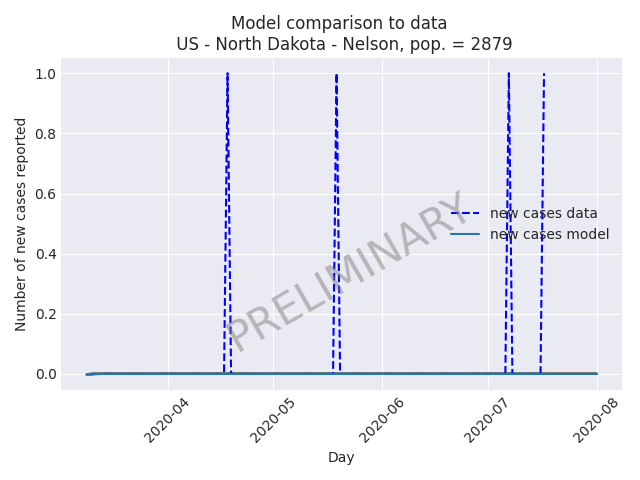 Model comparison to data
US - North Dakota - Nelson, pop. = 2879
Number of new cases reported
1.0
0.8
0.6
0.4
0.2
0.0
PRELIMINARY
new cases data
new cases model
2020-04
2020-05
2020-06
2020-07
2020-08
Day